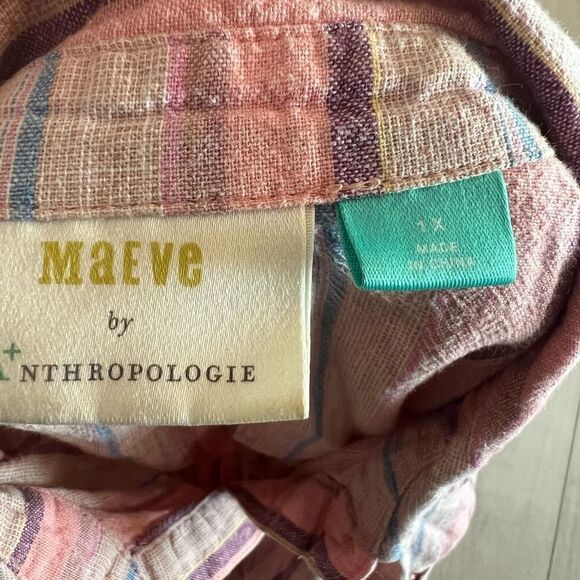 MaEve
by
A+NTHROPOLOGIE
1X
MADE
IN CHINA